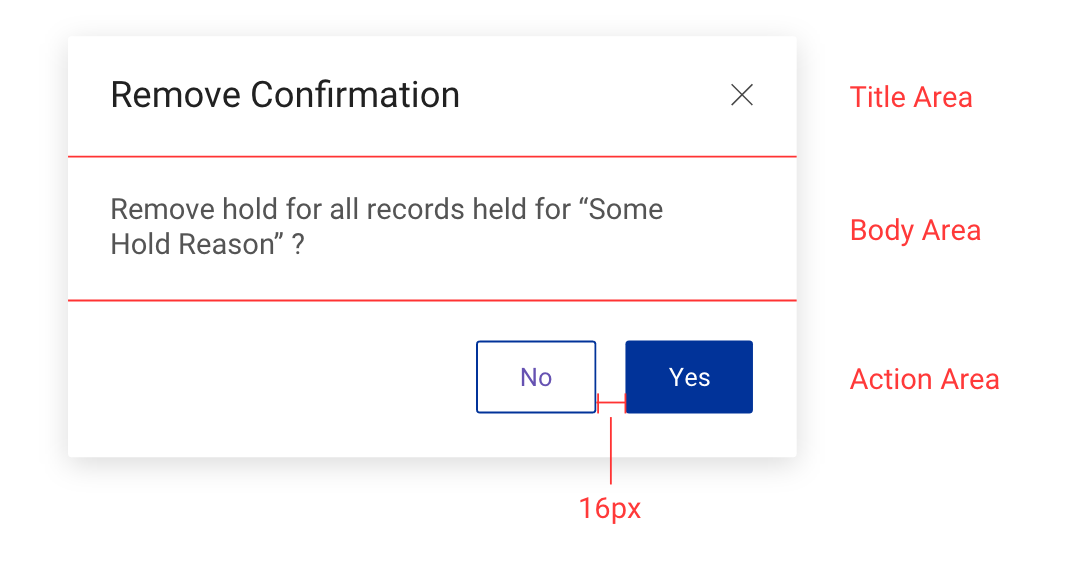 Remove Confirmation
Title Area
Remove hold for all records held for “Some
Hold Reason” ?
Body Area
No
Yes
Action Area
16px